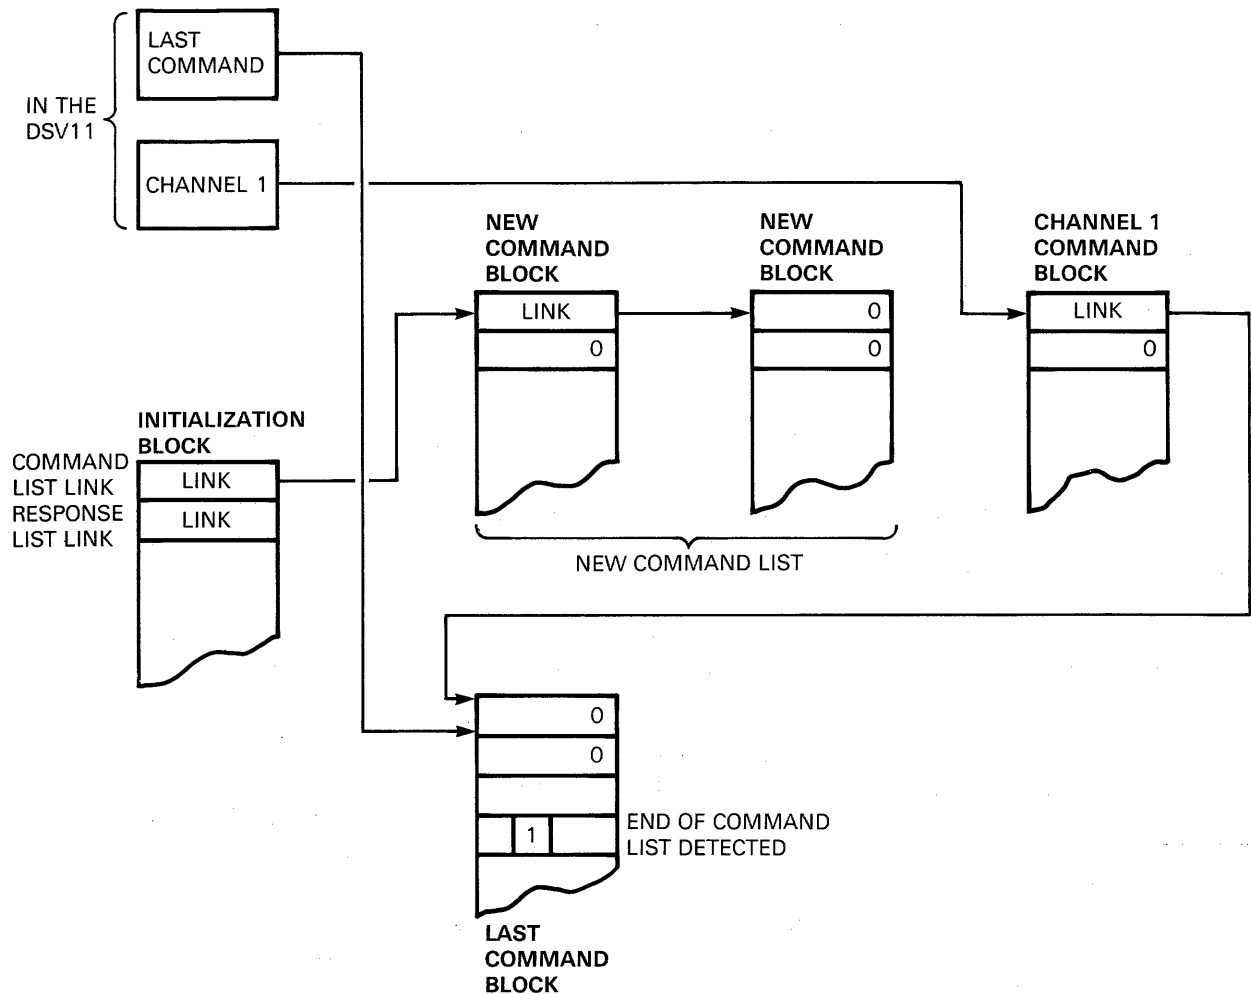 LAST
COMMAND
IN THE
DSV11
CHANNEL 1
NEW
COMMAND
BLOCK
NEW
COMMAND
BLOCK
CHANNEL 1
COMMAND
BLOCK
LINK
0
LINK
0
0
0
INITIALIZATION
BLOCK
COMMAND
LIST LINK
LINK
RESPONSE
LIST LINK
LINK
NEW COMMAND LIST
0
0
1
END OF COMMAND
LIST DETECTED
LAST
COMMAND
BLOCK